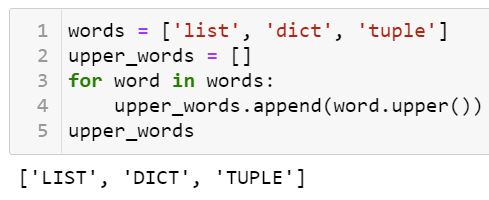 1 words = ['list', 'dict', 'tuple']
2 upper_words = []
3 for word in words:
4     upper_words.append(word.upper())
5 upper_words
['LIST', 'DICT', 'TUPLE']